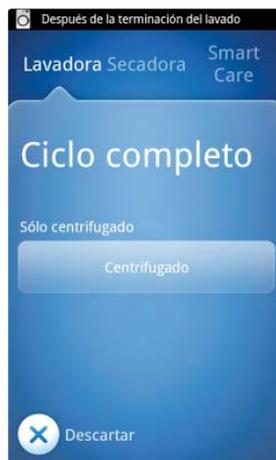 Después de la terminación del lavado
Lavadora Secadora Smart Care
Ciclo completo
Sólo centrifugado
Centrifugado
Descartar